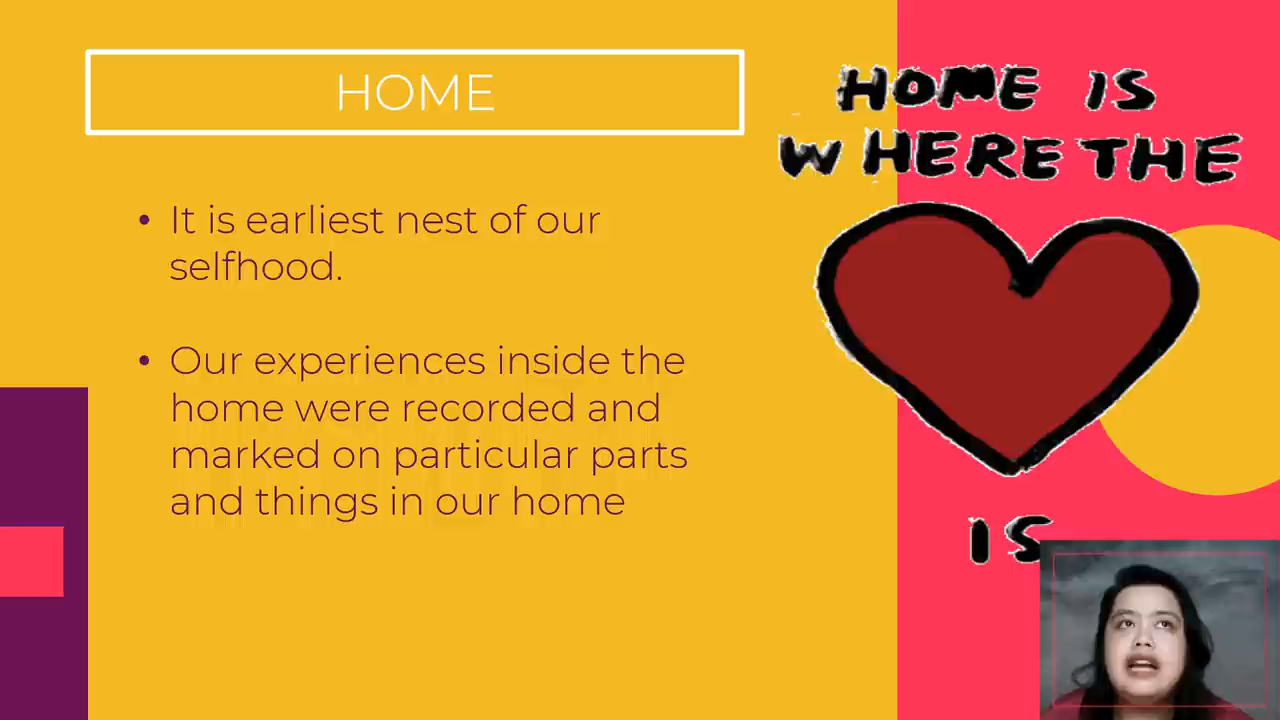 HOME
• It is earliest nest of our
selfhood.
• Our experiences inside the
home were recorded and
marked on particular parts
and things in our home
HOME IS
WHERE THE
IS